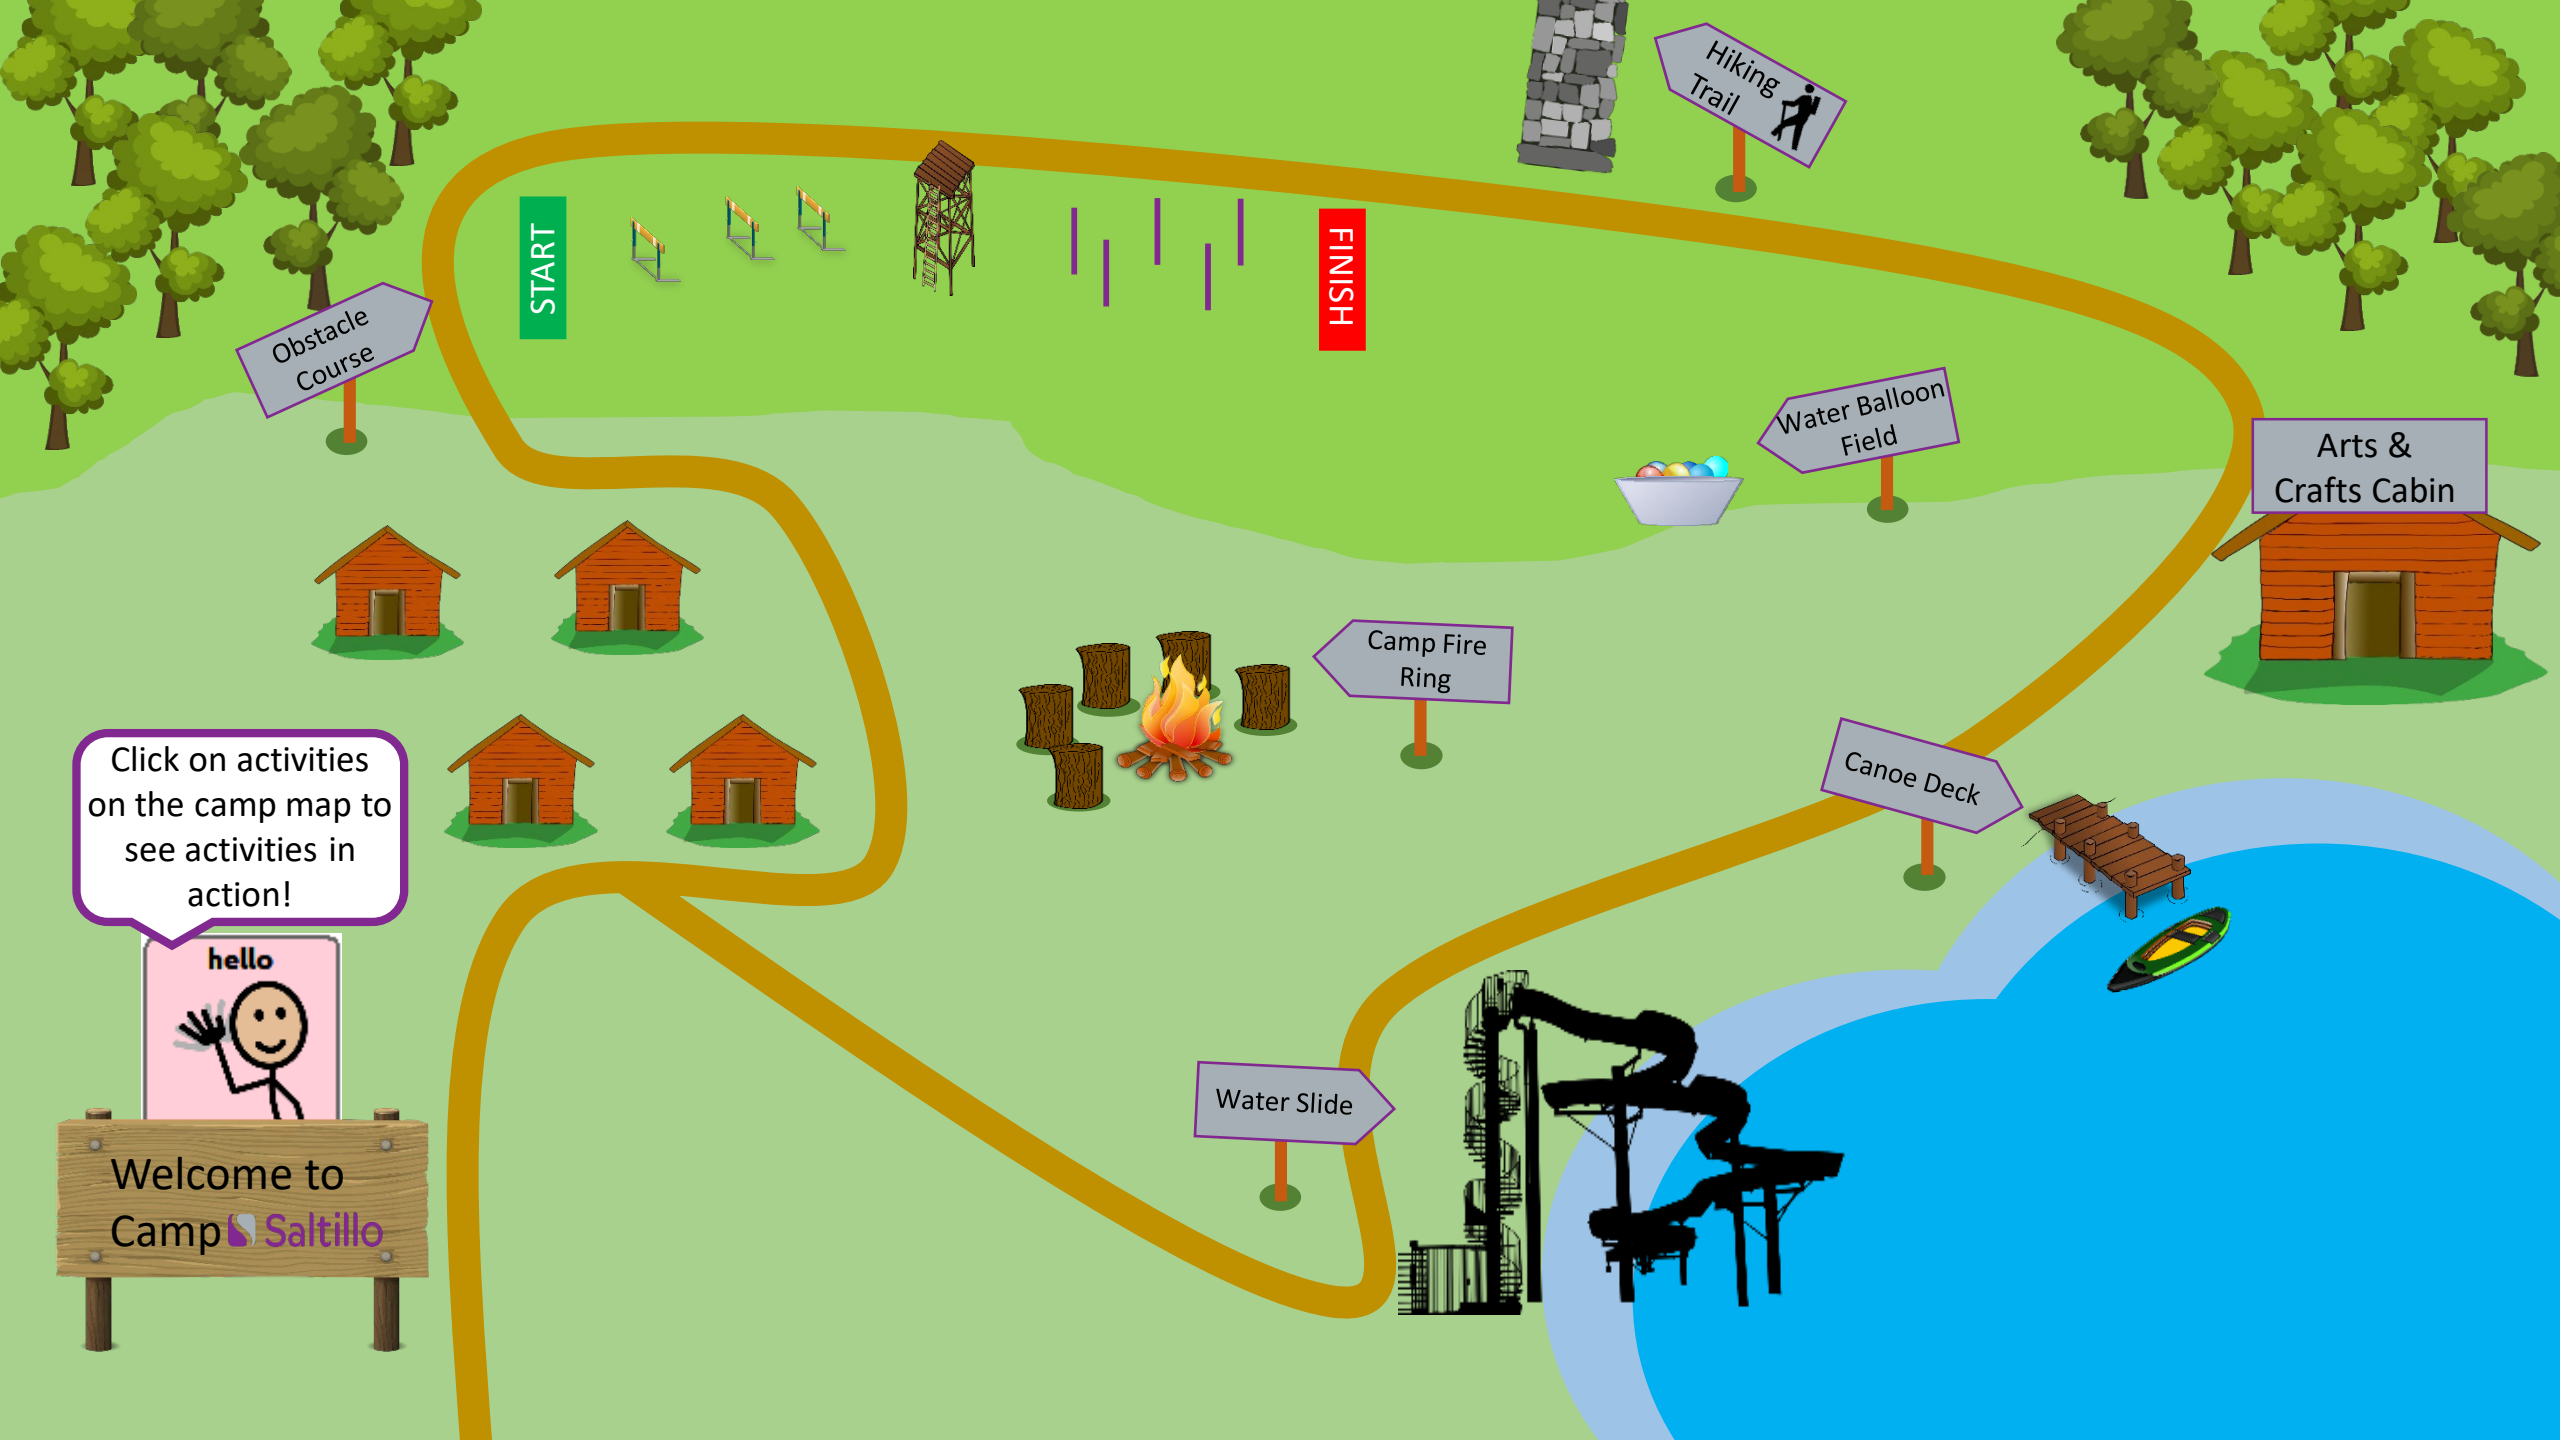 Hiking
Trail
START
FINISH
Obstacle
Course
Water Balloon
Field
Arts &
Crafts Cabin
Camp Fire
Ring
Canoe Deck
Click on activities
on the camp map to
see activities in
action!
hello
Water Slide
Welcome to
Camp Saltillo